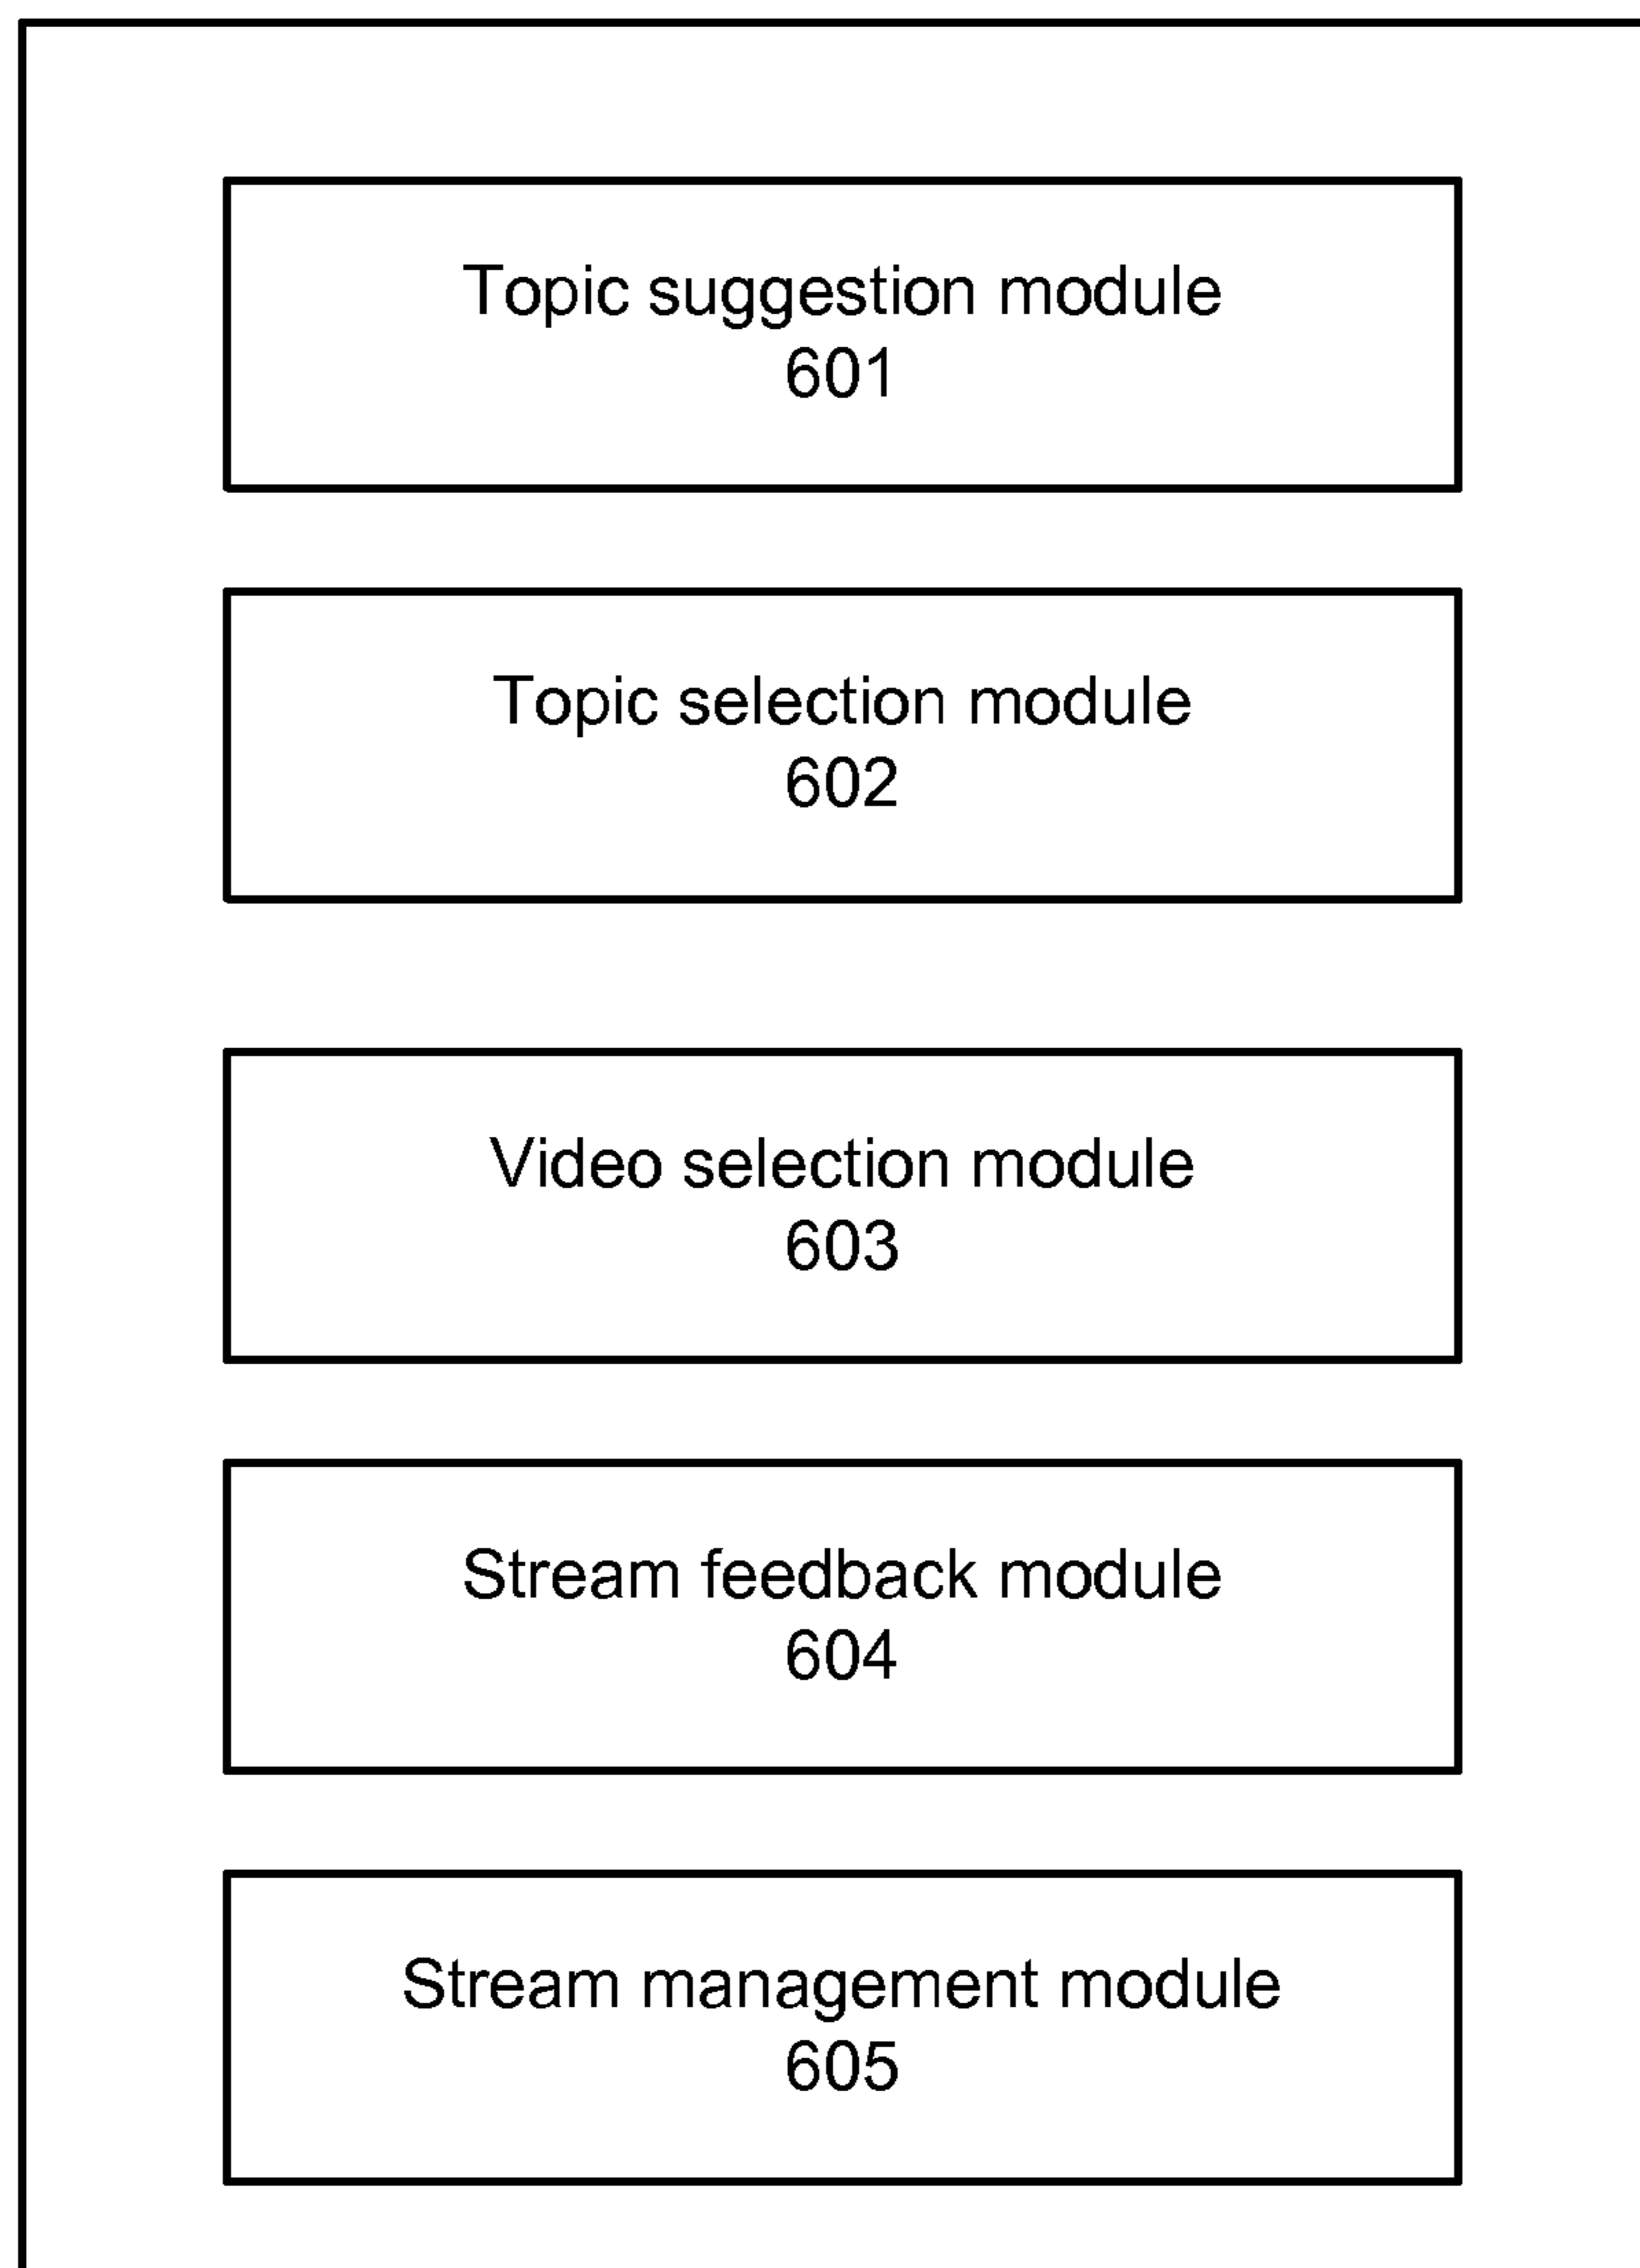 Topic suggestion module
601
Topic selection module
602
Video selection module
603
Stream feedback module
604
Stream management module
605